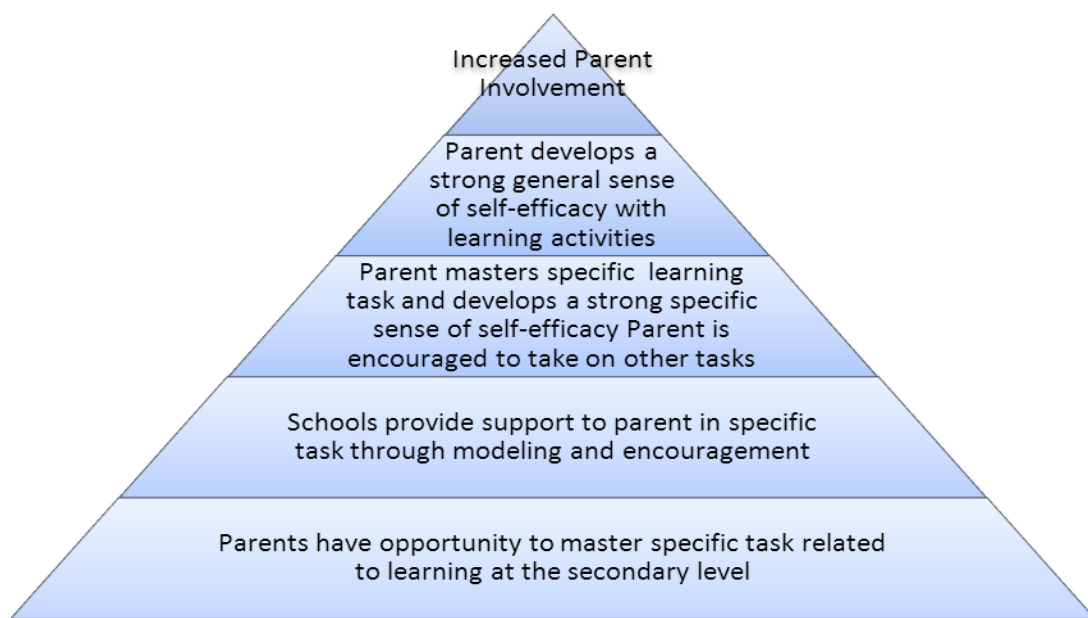 Increased Parent
Involvement
Parent develops a
strong general sense
of self-efficacy with
learning activities
Parent masters specific learning
task and develops a strong specific
sense of self-efficacy Parent is
encouraged to take on other tasks
Schools provide support to parent in specific
task through modeling and encouragement
Parents have opportunity to master specific task related
to learning at the secondary level